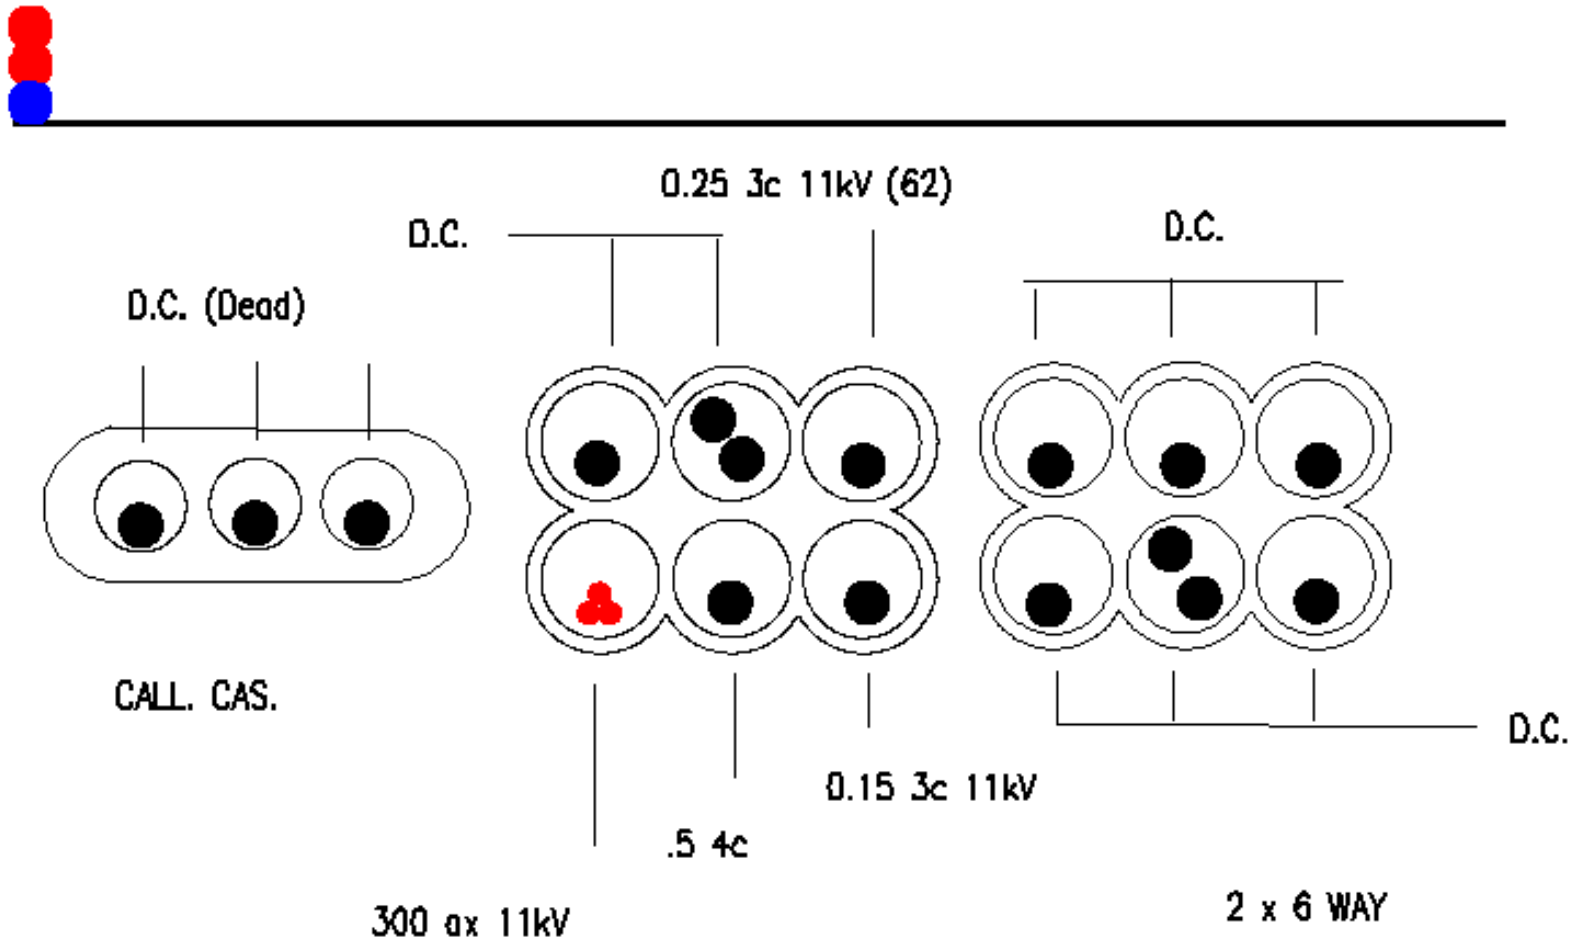 0.25 3c 11kV (62)
D.C.
D.C.
D.C. (Dead)
CALL. CAS.
D.C.
0.15 3c 11kV
.5 4c
300 ax 11kV
2 x 6 WAY